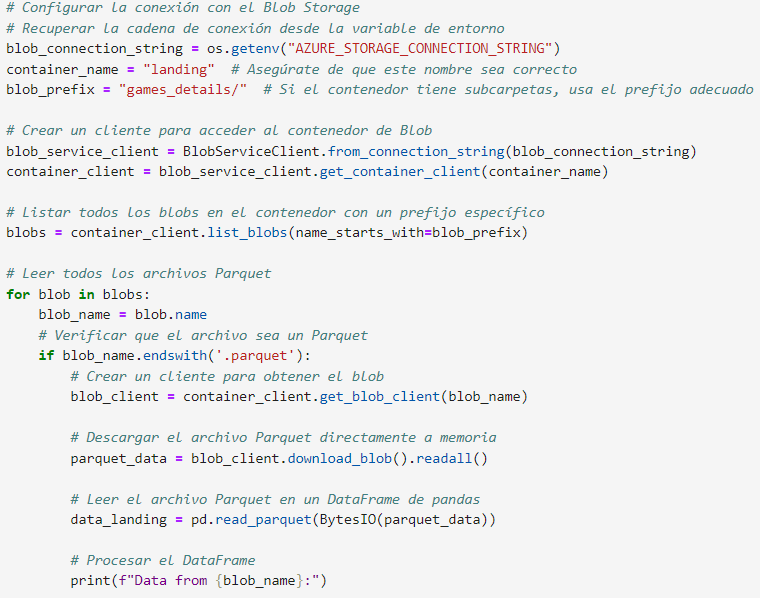 # Configurar la conexión con el Blob Storage
# Recuperar la cadena de conexión desde la variable de entorno
blob_connection_string = os.getenv("AZURE_STORAGE_CONNECTION_STRING")
container_name = "landing"  # Asegúrate de que este nombre sea correcto
blob_prefix = "games_details/"  # Si el contenedor tiene subcarpetas, usa el prefijo adecuado

# Crear un cliente para acceder al contenedor de Blob
blob_service_client = BlobServiceClient.from_connection_string(blob_connection_string)
container_client = blob_service_client.get_container_client(container_name)

# Listar todos los blobs en el contenedor con un prefijo específico
blobs = container_client.list_blobs(name_starts_with=blob_prefix)

# Leer todos los archivos Parquet
for blob in blobs:
    blob_name = blob.name
    # Verificar que el archivo sea un Parquet
    if blob_name.endswith('.parquet'):
        # Crear un cliente para obtener el blob
        blob_client = container_client.get_blob_client(blob_name)

        # Descargar el archivo Parquet directamente a memoria
        parquet_data = blob_client.download_blob().readall()

        # Leer el archivo Parquet en un DataFrame de pandas
        data_landing = pd.read_parquet(BytesIO(parquet_data))

        # Procesar el DataFrame
        print(f"Data from {blob_name}:")